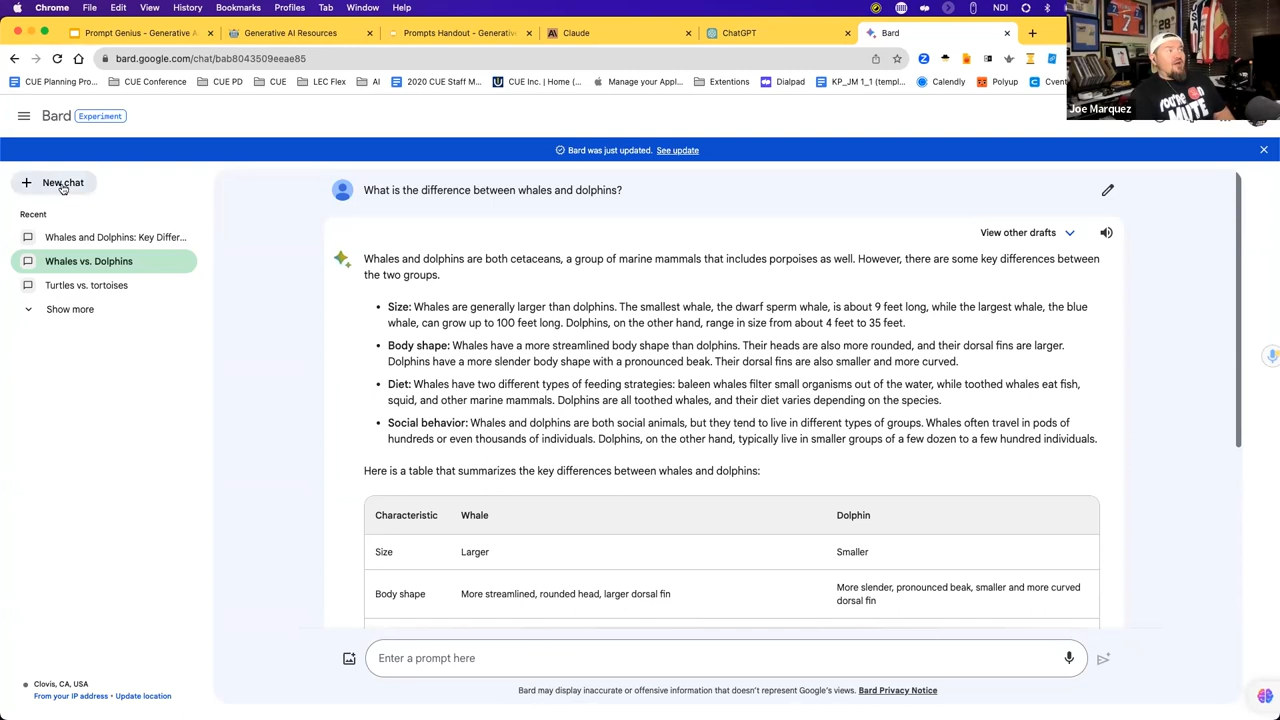 Chrome File Edit View History Bookmarks Profiles Tab Window Help NDI
Prompt Genius - Generative A Generative AI Resources Prompts Handout - Generative Claude ChatGPT Bard
bard.google.com/chat/bab8043509eeae85
CUE Planning Pro... CUE Conference CUE PD CUE LEC Flex AI 2020 CUE Staff M... CUE Inc. | Home (... Manage your Appl... Extentions Dialpad KP_JM 1_1 (templ... Calendly Polyup Cvent
YOU'RE ON MUTE
Joe Marquez
Bard Experiment
Bard was just updated. See update
New chat
Recent
Whales and Dolphins: Key Differ...
Whales vs. Dolphins
Turtles vs. tortoises
Show more
What is the difference between whales and dolphins?
View other drafts
Whales and dolphins are both cetaceans, a group of marine mammals that includes porpoises as well. However, there are some key differences between
the two groups.
• Size: Whales are generally larger than dolphins. The smallest whale, the dwarf sperm whale, is about 9 feet long, while the largest whale, the blue
whale, can grow up to 100 feet long. Dolphins, on the other hand, range in size from about 4 feet to 35 feet.
• Body shape: Whales have a more streamlined body shape than dolphins. Their heads are also more rounded, and their dorsal fins are larger.
Dolphins have a more slender body shape with a pronounced beak. Their dorsal fins are also smaller and more curved.
• Diet: Whales have two different types of feeding strategies: baleen whales filter small organisms out of the water, while toothed whales eat fish,
squid, and other marine mammals. Dolphins are all toothed whales, and their diet varies depending on the species.
• Social behavior: Whales and dolphins are both social animals, but they tend to live in different types of groups. Whales often travel in pods of
hundreds or even thousands of individuals. Dolphins, on the other hand, typically live in smaller groups of a few dozen to a few hundred individuals.
Here is a table that summarizes the key differences between whales and dolphins:
Characteristic Whale Dolphin
Size Larger Smaller
Body shape More streamlined, rounded head, larger dorsal fin More slender, pronounced beak, smaller and more curved
dorsal fin
Enter a prompt here
Clovis, CA, USA
From your IP address • Update location
Bard may display inaccurate or offensive information that doesn't represent Google's views. Bard Privacy Notice